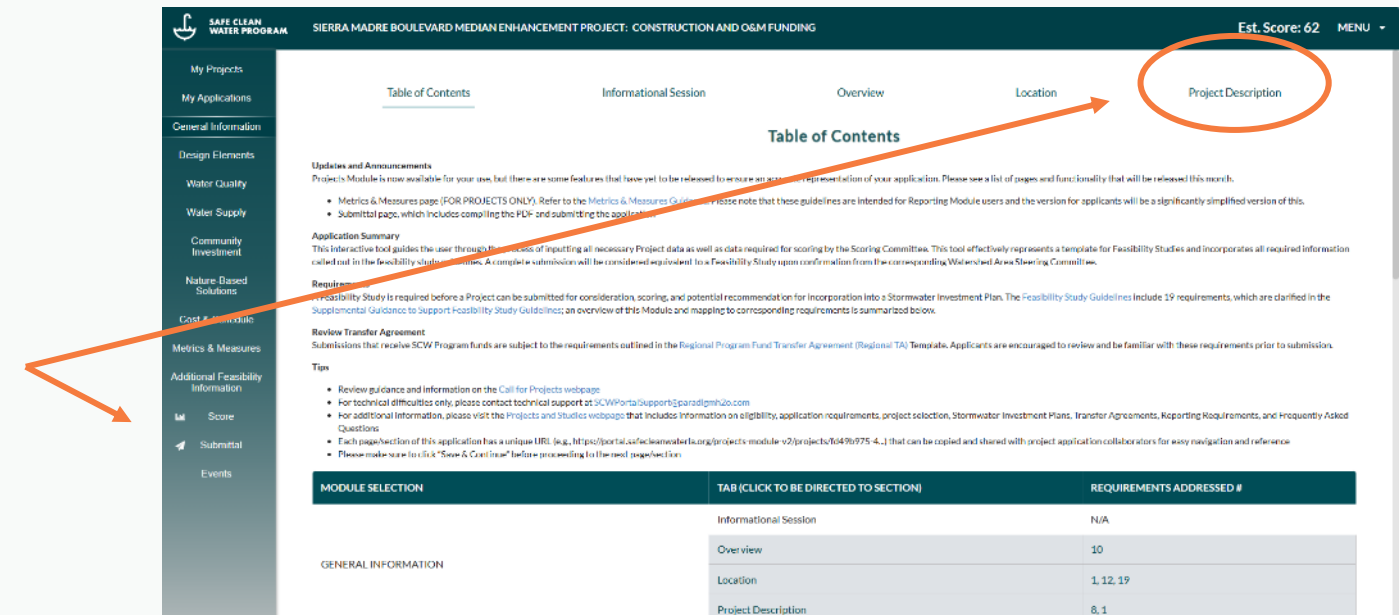 SAFE CLEAN
WATER PROGRAM
SIERRA MADRE BOULEVARD MEDIAN ENHANCEMENT PROJECT: CONSTRUCTION AND O&M FUNDING
Est. Score: 62
MENU
My Projects
My Applications
General Information
Design Elements
Water Quality
Water Supply
Community
Investment
Nature-Based
Solutions
Cost & Schedule
Metrics & Measures
Additional Feasibility
Information
Score
Submittal
Events
Table of Contents
Informational Session
Overview
Location
Project Description
Table of Contents
Updates and Announcements
Projects Module is now available for your use, but there are some features that have yet to be released to ensure an representation of your application. Please see a list of pages and functionality that will be released this month.
• Metrics & Measures page (FOR PROJECTS ONLY). Refer to the Metrics & Measures Please note that these guidelines are intended for Reporting Module users and the version for applicants will be a significantly simplified version of this.
• Submittal page, which includes compiling the PDF and submitting the application
Application Summary
This interactive tool guides the user through the process of inputting all necessary Project data as well as data required for scoring by the Scoring Committee. This tool effectively represents a template for Feasibility Studies and incorporates all required information
called out in the feasibility study A complete submission will be considered equivalent to a Feasibility Study upon confirmation from the corresponding Watershed Area Steering Committee.
Requirements
A Feasibility Study is required before a Project can be submitted for consideration, scoring, and potential recommendation for incorporation into a Stormwater Investment Plan. The Feasibility Study Guidelines include 19 requirements, which are clarified in the
Supplemental Guidance to Support Feasibility Study Guidelines; an overview of this Module and mapping to corresponding requirements is summarized below.
Review Transfer Agreement
Submissions that receive SCW Program funds are subject to the requirements outlined in the Regional Program Fund Transfer Agreement (Regional TA) Template. Applicants are encouraged to review and be familiar with these requirements prior to submission.
Tips
• Review guidance and information on the Call for Projects webpage
• For technical difficulties only, please contact technical support at SCWPortalSupport@paradigmh2o.com
• For additional information, please visit the Projects and Studies webpage that includes information on eligibility, application requirements, project selection, Stormwater Investment Plans, Transfer Agreements, Reporting Requirements, and Frequently Asked
Questions
• Each page/section of this application has a unique URL (e.g., https://portal.safecleanwaterla.org/projects-module-v2/projects/fd49b975-4...) that can be copied and shared with project application collaborators for easy navigation and reference
• Please make sure to click "Save & Continue" before proceeding to the next page/section
MODULE SELECTION
TAB (CLICK TO BE DIRECTED TO SECTION)
REQUIREMENTS ADDRESSED #
GENERAL INFORMATION
Informational Session
N/A
Overview
10
Location
1, 12, 19
Project Description
8, 1